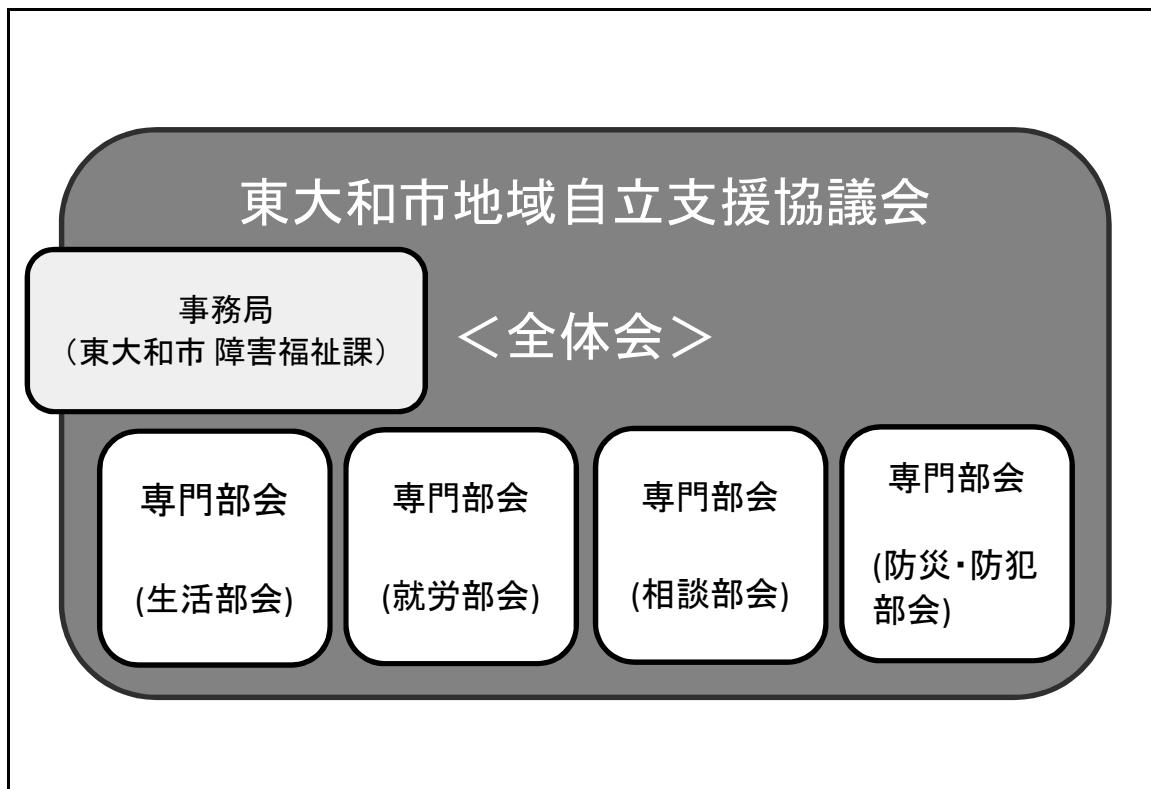 東大和市地域自立支援協議会
事務局
（東大和市 障害福祉課）
＜全体会＞
専門部会
(生活部会)
専門部会
(就労部会)
専門部会
(相談部会)
専門部会
(防災・防犯
部会)